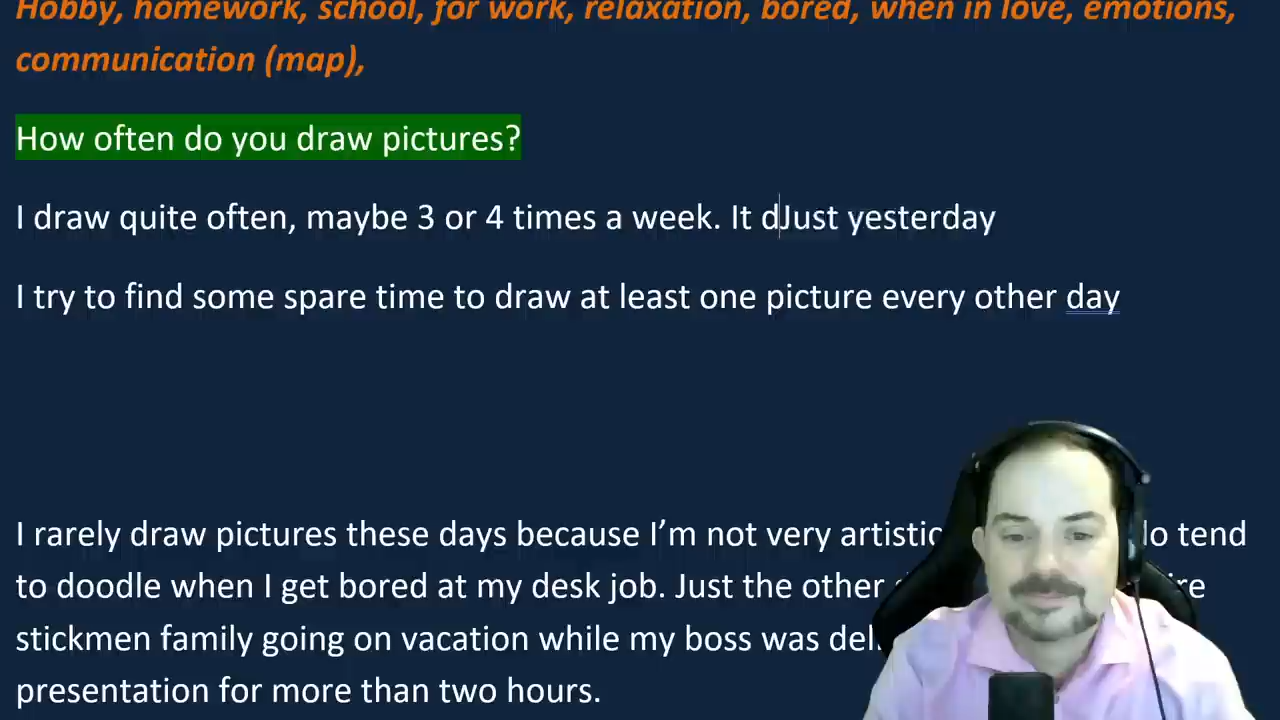 Hobby, homework, school, for work, relaxation, bored, when in love, emotions,
communication (map),
How often do you draw pictures?
I draw quite often, maybe 3 or 4 times a week. It dJust yesterday
I try to find some spare time to draw at least one picture every other day
I rarely draw pictures these days because I’m not very artistic tend
to doodle when I get bored at my desk job. Just the other
stickmen family going on vacation while my boss was
presentation for more than two hours.